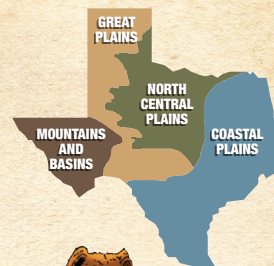 GREAT
PLAINS
NORTH
CENTRAL
PLAINS
MOUNTAINS
AND
BASINS
COASTAL
PLAINS